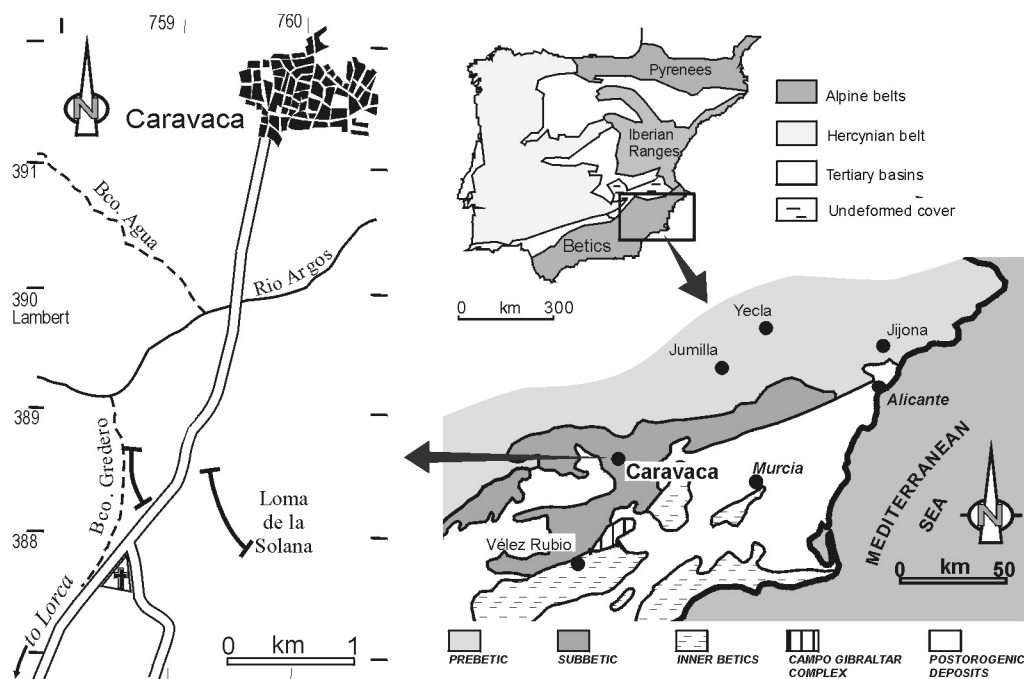 759
760
N
Caravaca
391
Bco. Agua
390
Lambert
Rio Argos
389
Bco. Gredero
388
Loma
de la
Solana
to Lorca
0 km 1
Pyrenees
Iberian
Ranges
Betics
0 km 300
Alpine belts
Hercynian belt
Tertiary basins
Undeformed cover
Yecla
Jumilla
Jijona
Alicante
Caravaca
Murcia
Vélez Rubio
MEDITERRANEAN
SEA
N
0 km 50
PREBETIC
SUBBETIC
INNER BETICS
CAMPO GIBRALTAR
COMPLEX
POSTOROGENIC
DEPOSITS